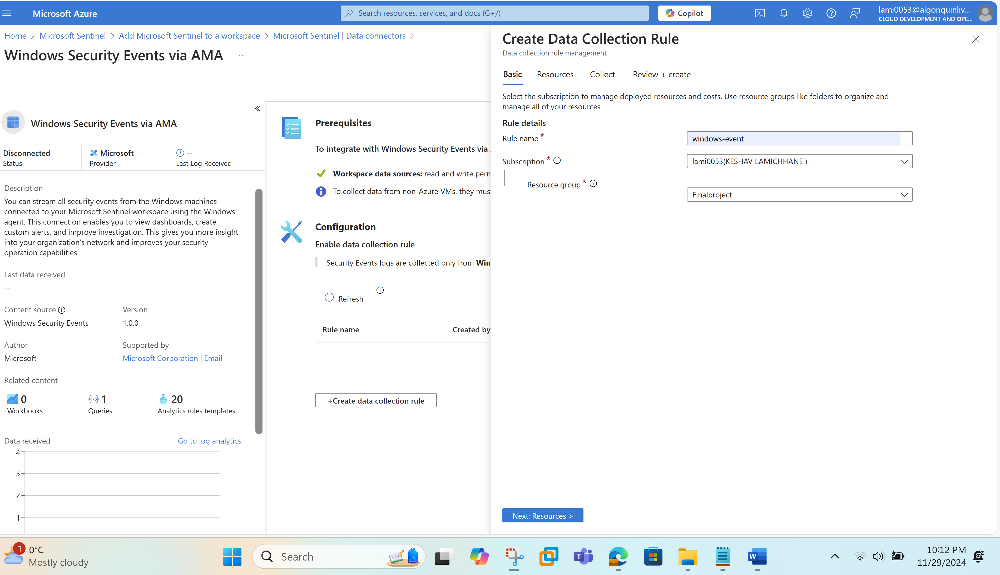 Microsoft Azure
Search resources, services, and docs (G+/)
Copilot
lami0053@algonquinliv...
CLOUD DEVELOPMENT AND OPE...
Home > Microsoft Sentinel > Add Microsoft Sentinel to a workspace > Microsoft Sentinel | Data connectors >
Windows Security Events via AMA ...
Windows Security Events via AMA
Disconnected
Status
Microsoft
Provider
--
Last Log Received
Description
You can stream all security events from the Windows machines
connected to your Microsoft Sentinel workspace using the Windows
agent. This connection enables you to view dashboards, create
custom alerts, and improve investigation. This gives you more insight
into your organization’s network and improves your security
operation capabilities.
Last data received
--
Content source
Version
Windows Security Events
1.0.0
Author
Supported by
Microsoft
Microsoft Corporation | Email
Related content
0
Workbooks
1
Queries
20
Analytics rules templates
Data received
Go to log analytics
4
3
2
1
Prerequisites
To integrate with Windows Security Events via
Workspace data sources: read and write perm
To collect data from non-Azure VMs, they mus
Configuration
Enable data collection rule
Security Events logs are collected only from Win
Refresh
Rule name
Created by
+Create data collection rule
Create Data Collection Rule
Data collection rule management
Basic
Resources
Collect
Review + create
Select the subscription to manage deployed resources and costs. Use resource groups like folders to organize and
manage all of your resources.
Rule details
Rule name *
windows-event
Subscription *
lami0053(KESHAV LAMICHHANE )
Resource group *
Finalproject
Next: Resources >
1
0°C
Mostly cloudy
Search
10:12 PM
11/29/2024